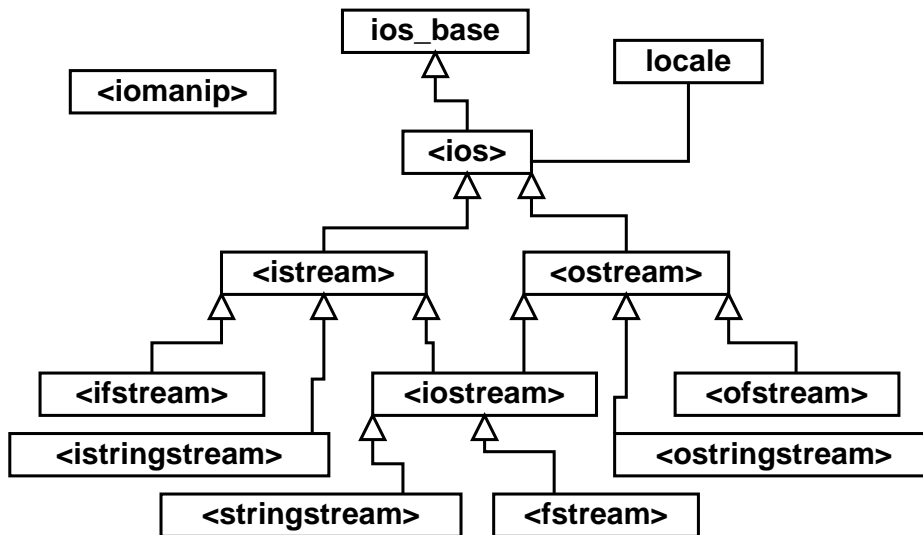 ios_base
locale
<iomanip>
<ios>
<istream>
<ostream>
<ifstream>
<iostream>
<ofstream>
<istringstream>
<ostringstream>
<stringstream>
<fstream>